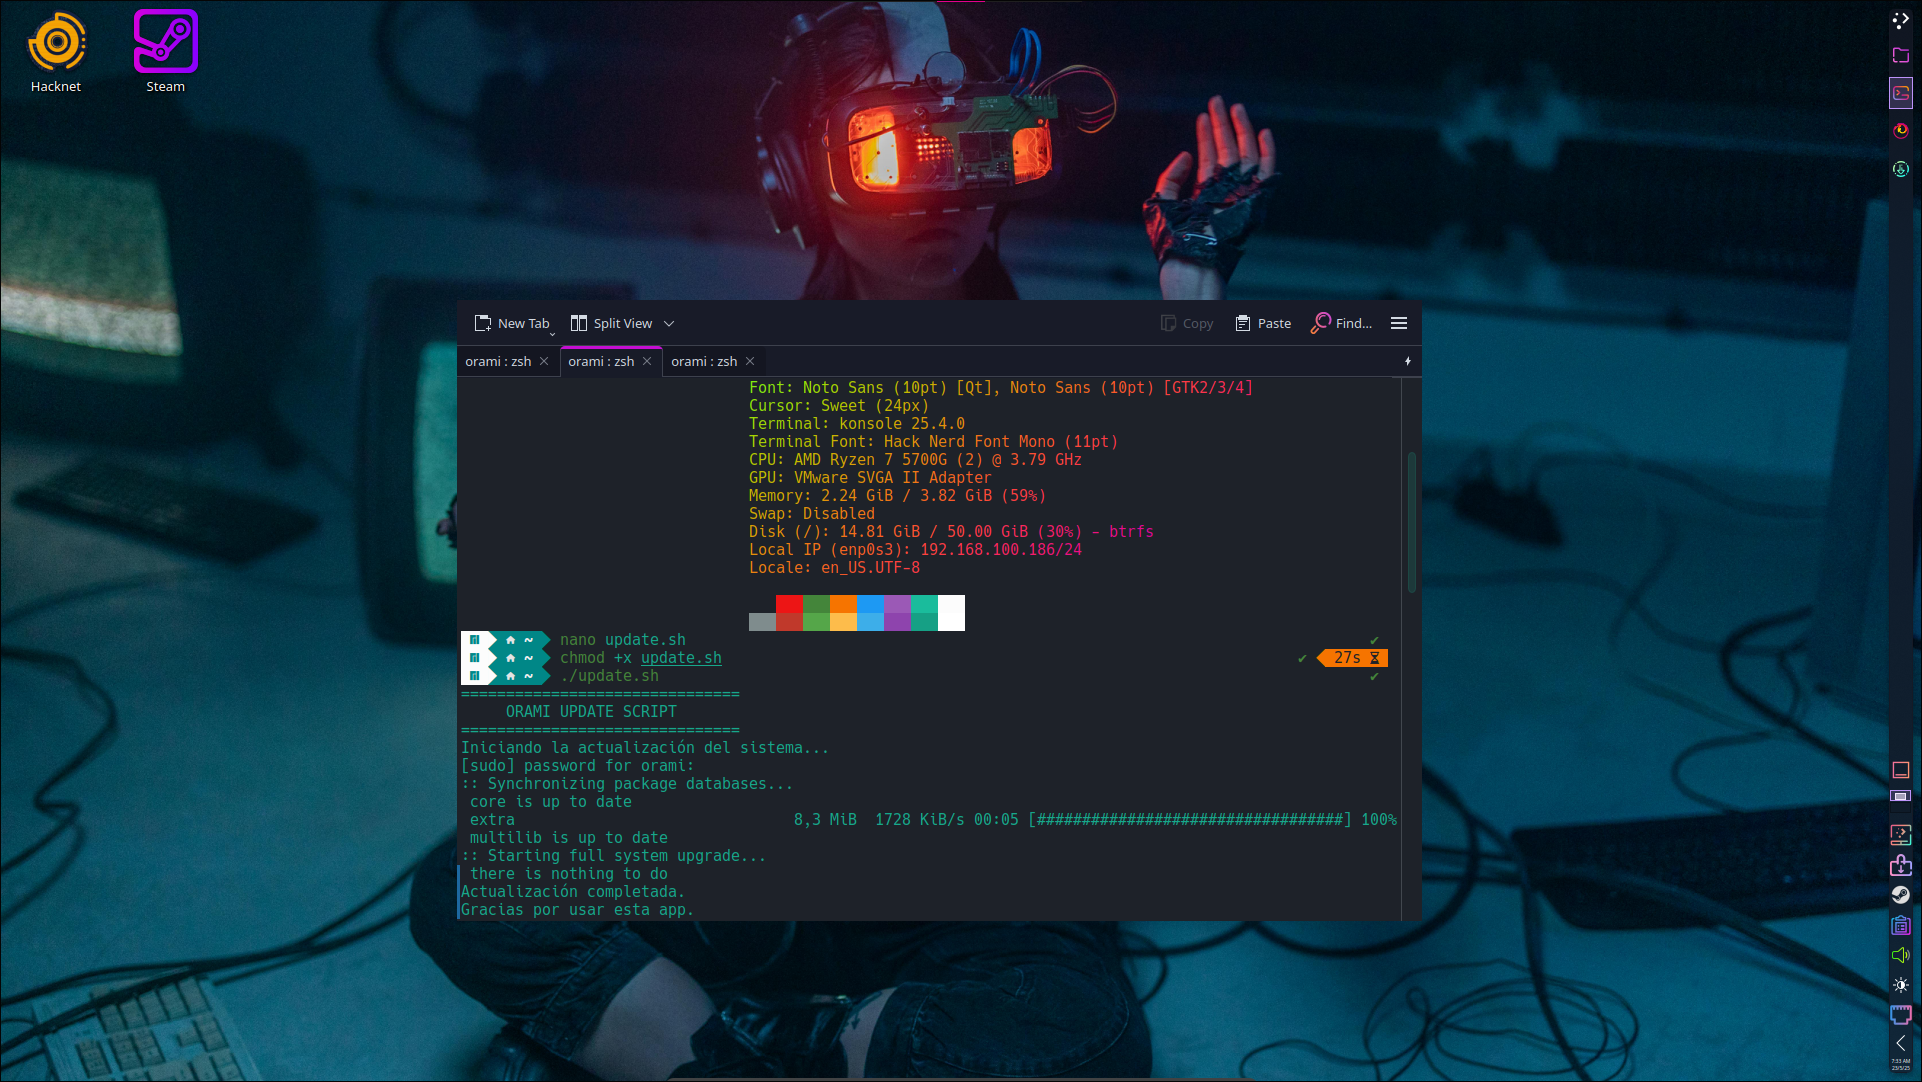 Hacknet
Steam
New Tab
Split View
Copy
Paste
Find...
orami : zsh
orami : zsh
orami : zsh
Font: Noto Sans (10pt) [Qt], Noto Sans (10pt) [GTK2/3/4]
Cursor: Sweet (24px)
Terminal: konsole 25.4.0
Terminal Font: Hack Nerd Font Mono (11pt)
CPU: AMD Ryzen 7 5700G (2) @ 3.79 GHz
GPU: VMware SVGA II Adapter
Memory: 2.24 GiB / 3.82 GiB (59%)
Swap: Disabled
Disk (/): 14.81 GiB / 50.00 GiB (30%) - btrfs
Local IP (enp0s3): 192.168.100.186/24
Locale: en_US.UTF-8
~ nano update.sh ✔
~ chmod +x update.sh ✔ 27s
~ ./update.sh ✔
===============================
ORAMI UPDATE SCRIPT
===============================
Iniciando la actualización del sistema...
[sudo] password for orami:
:: Synchronizing package databases...
core is up to date
extra 8,3 MiB 1728 KiB/s 00:05 [##################################] 100%
multilib is up to date
:: Starting full system upgrade...
there is nothing to do
Actualización completada.
Gracias por usar esta app.
7:33 AM
23/5/25